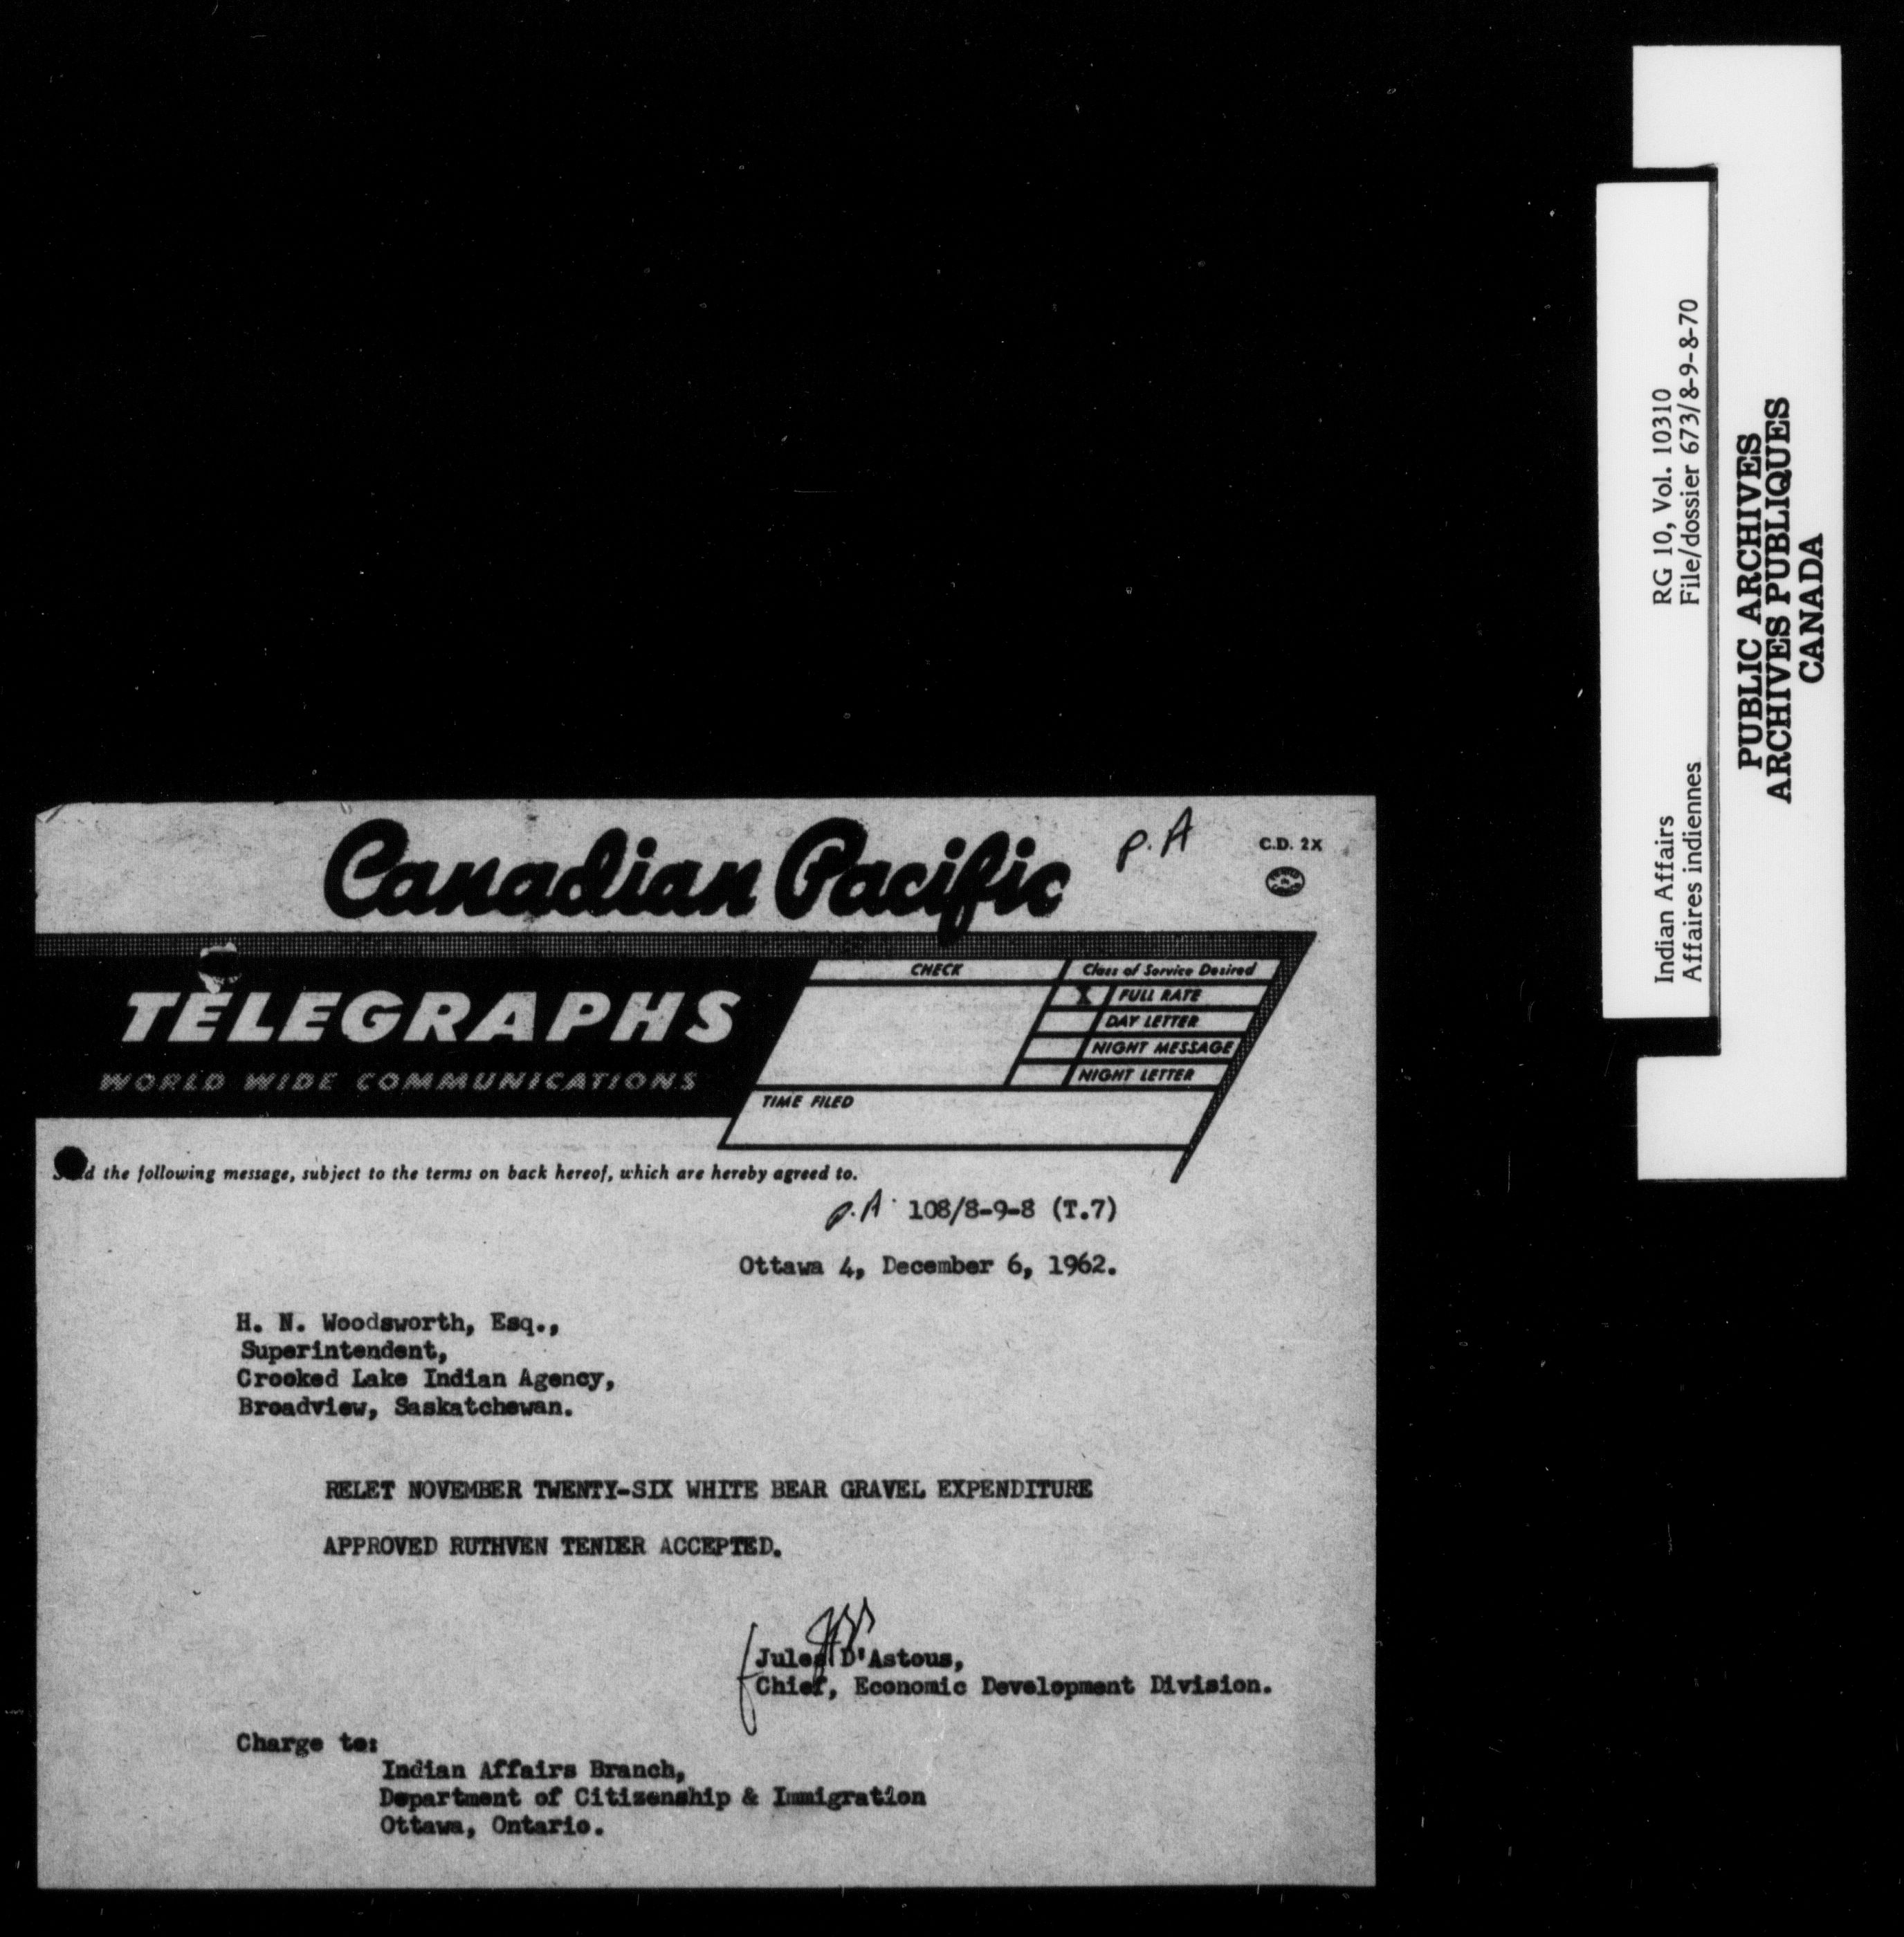 Canadian Pacific
P.A
C.D. 2X
TELEGRAPHS
WORLD WIDE COMMUNICATIONS
CHECK
Class of Service Desired
X FULL RATE
DAY LETTER
NIGHT MESSAGE
NIGHT LETTER
TIME FILED
the following message, subject to the terms on back hereof, which are hereby agreed to.
P.A. 108/8-9-8 (T.7)
Ottawa 4, December 6, 1962.
H. N. Woodsworth, Esq.,
Superintendent,
Crooked Lake Indian Agency,
Broadview, Saskatchewan.
RELET NOVEMBER TWENTY-SIX WHITE BEAR GRAVEL EXPENDITURE
APPROVED RUTHVEN TENDER ACCEPTED.
Jules D'Astous,
Chief, Economic Development Division.
Charge to:
Indian Affairs Branch,
Department of Citizenship & Immigration
Ottawa, Ontario.
Indian Affairs RG 10, Vol. 10310
Affaires indiennes File/dossier 673/8-9-8-70
PUBLIC ARCHIVES
ARCHIVES PUBLIQUES
CANADA